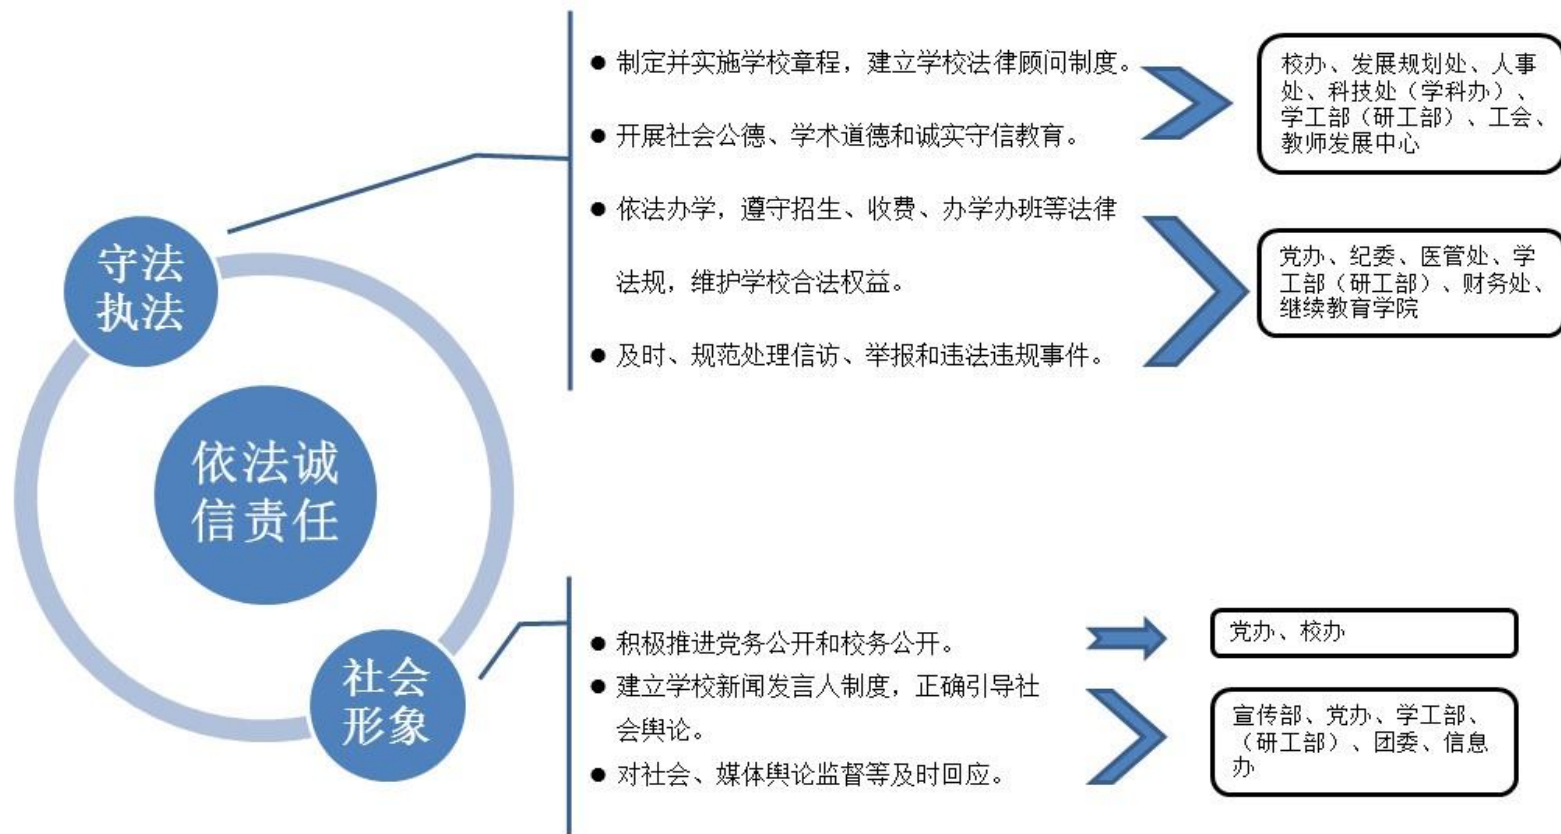 守法
执法
依法诚
信责任
社会
形象
● 制定并实施学校章程，建立学校法律顾问制度。
● 开展社会公德、学术道德和诚实守信教育。
● 依法办学，遵守招生、收费、办学办班等法律
法规，维护学校合法权益。
● 及时、规范处理信访、举报和违法违规事件。
校办、发展规划处、人事
处、科技处（学科办）、
学工部（研工部）、工会、
教师发展中心
党办、纪委、医管处、学
工部（研工部）、财务处、
继续教育学院
● 积极推进党务公开和校务公开。
● 建立学校新闻发言人制度，正确引导社
会舆论。
● 对社会、媒体舆论监督等及时回应。
党办、校办
宣传部、党办、学工部、
（研工部）、团委、信息
办